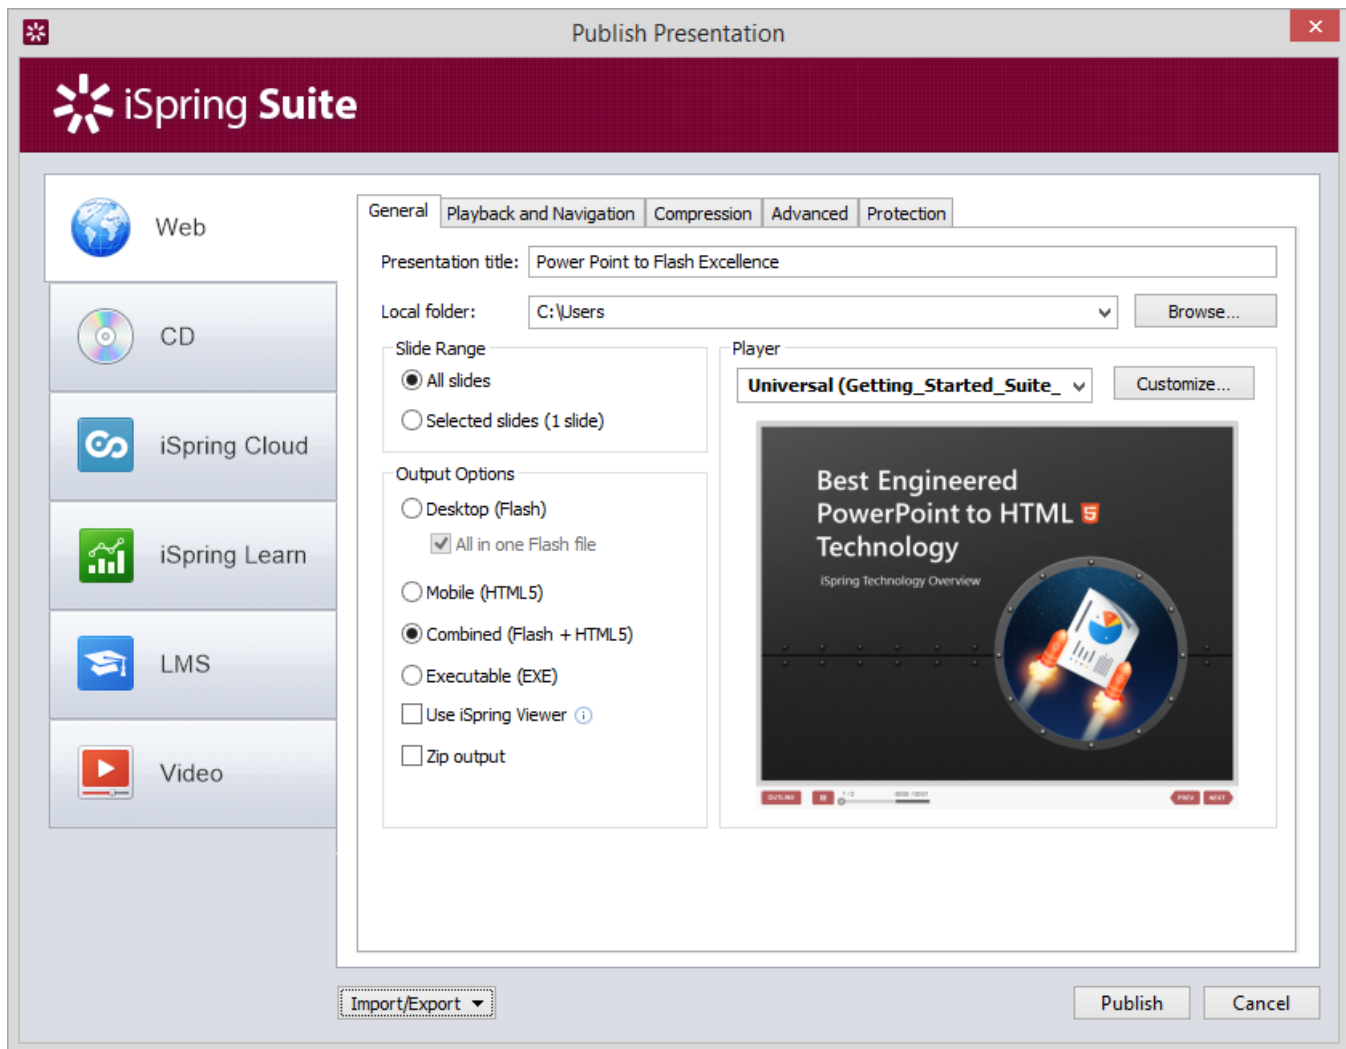 Publish Presentation
iSpring Suite
Web
CD
iSpring Cloud
iSpring Learn
LMS
Video
General
Playback and Navigation
Compression
Advanced
Protection
Presentation title:
Power Point to Flash Excellence
Local folder:
C:\Users
Browse...
Slide Range
All slides
Selected slides (1 slide)
Output Options
Desktop (Flash)
All in one Flash file
Mobile (HTML5)
Combined (Flash + HTML5)
Executable (EXE)
Use iSpring Viewer
Zip output
Player
Universal (Getting_Started_Suite_
Customize...
Best Engineered
PowerPoint to HTML 5
Technology
iSpring Technology Overview
OUTLINE
PREV
NEXT
Import/Export
Publish
Cancel